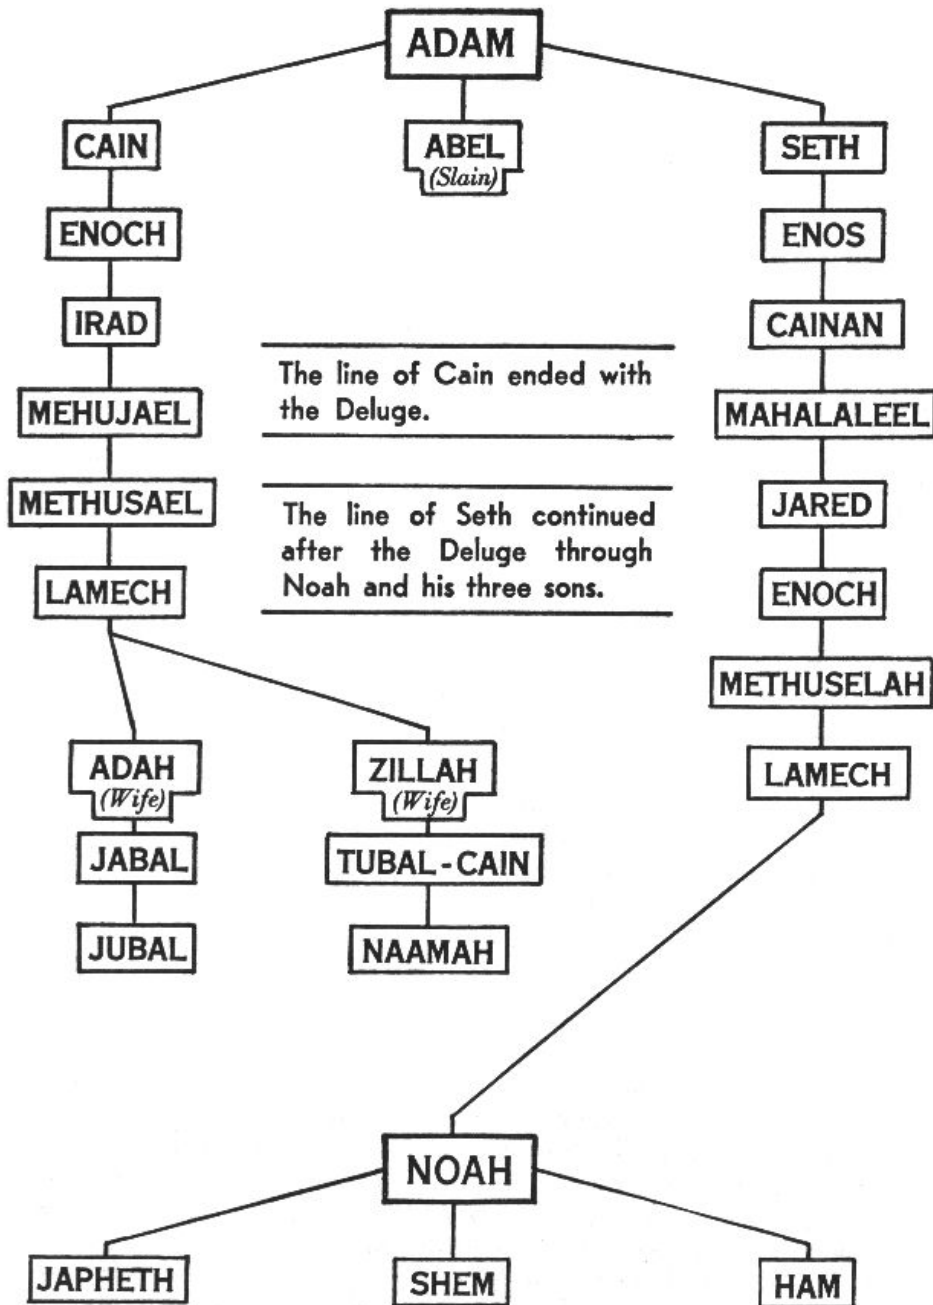 ADAM
CAIN
ABEL
(Slain)
SETH
ENOCH
ENOS
IRAD
CAINAN
The line of Cain ended with
the Deluge.
MEHUJAEL
MAHALALEEL
METHUSAEL
The line of Seth continued
after the Deluge through
Noah and his three sons.
JARED
LAMECH
ENOCH
METHUSELAH
ADAH
(Wife)
ZILLAH
(Wife)
LAMECH
JABAL
TUBAL-CAIN
JUBAL
NAAMAH
NOAH
JAPHETH
SHEM
HAM